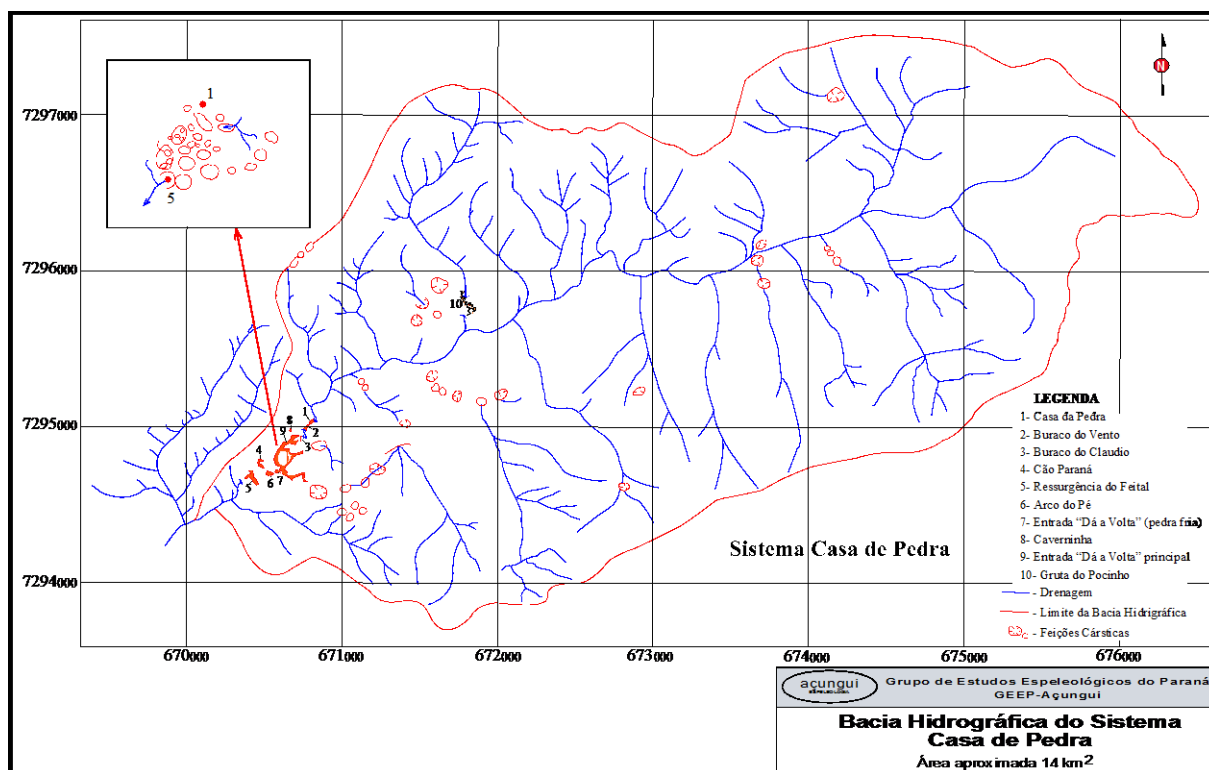 1
5
N
7297000
7296000
7295000
7294000
10
1
8
2
9
3
4
5
6
7
670000
671000
672000
673000
674000
675000
676000
Sistema Casa de Pedra
LEGENDA
1- Casa da Pedra
2- Buraco do Vento
3- Buraco do Claudio
4- Cão Paraná
5- Ressurgência do Feital
6- Arco do Pé
7- Entrada “Dá a Volta” (pedra fria)
8- Caverninha
9- Entrada “Dá a Volta” principal
10- Gruta do Pocinho
- Drenagem
- Limite da Bacia Hidrigráfica
- Feições Cársticas
açungui
ESPELEOLOGIA
Grupo de Estudos Espeleológicos do Paraná
GEEP-Açungui
Bacia Hidrográfica do Sistema
Casa de Pedra
Área aproximada 14 km2